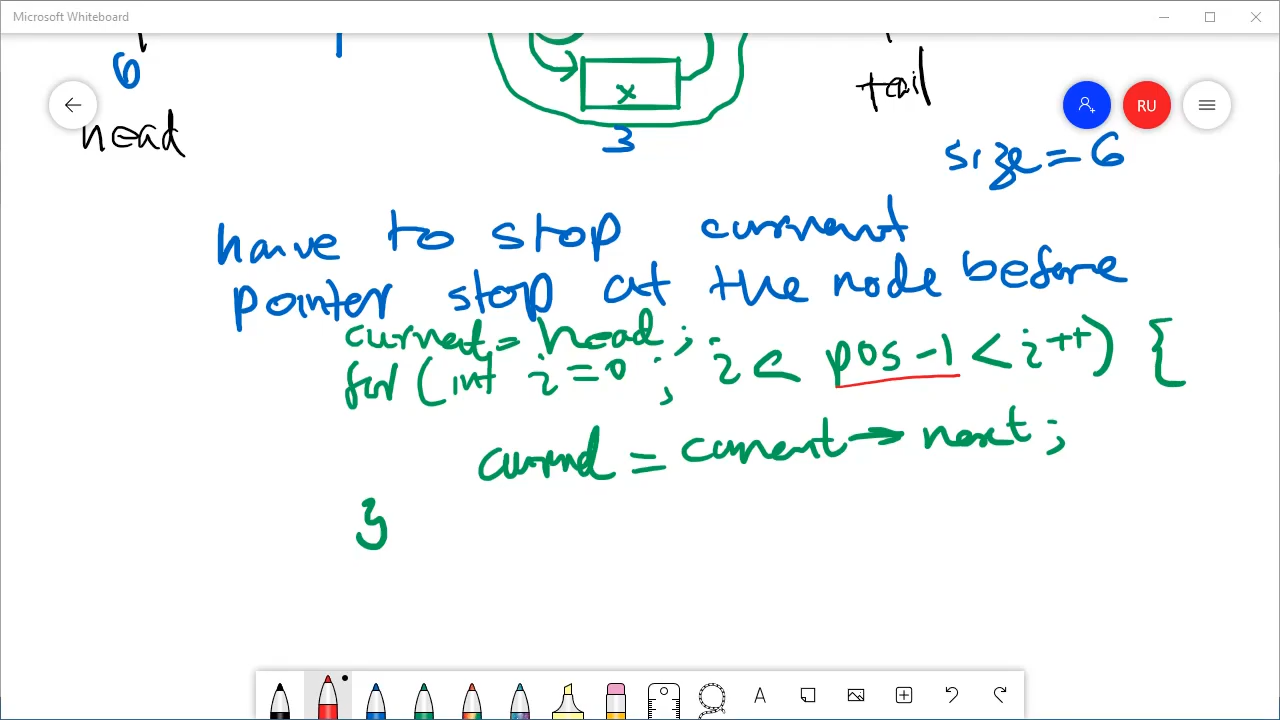 Microsoft Whiteboard
6
1
x
tail
RU
head
3
size = 6
have to stop current
pointer stop at the node before
current = head;
for (int i=0; i < pos-1 < i++) {
current = current → next;
}
A